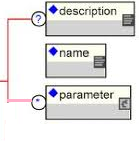 ? description
name
* parameter